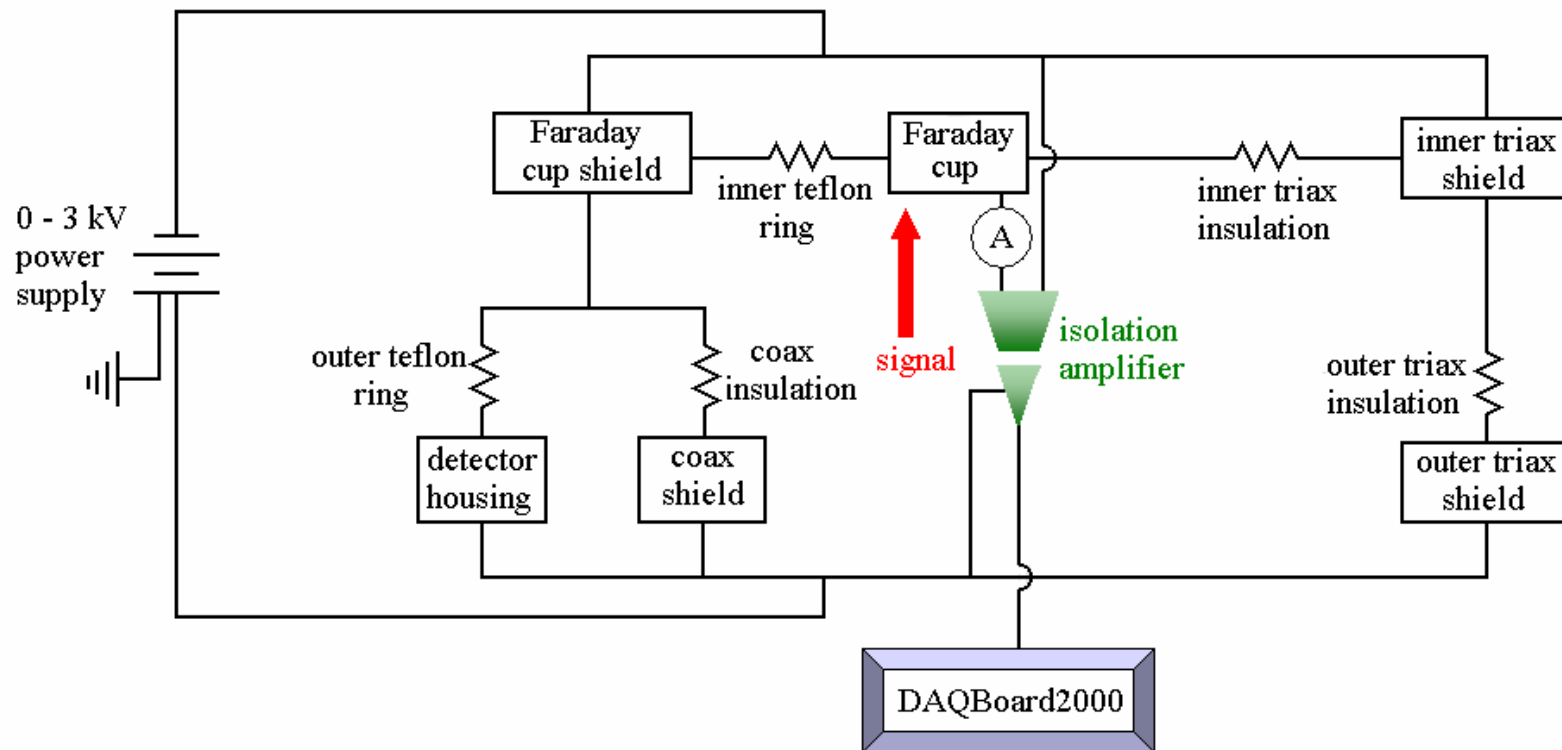 0 - 3 kV
power
supply
Faraday
cup shield
inner teflon
ring
Faraday
cup
A
inner triax
insulation
inner triax
shield
outer teflon
ring
coax
insulation
signal
isolation
amplifier
outer triax
insulation
detector
housing
coax
shield
outer triax
shield
DAQBoard2000